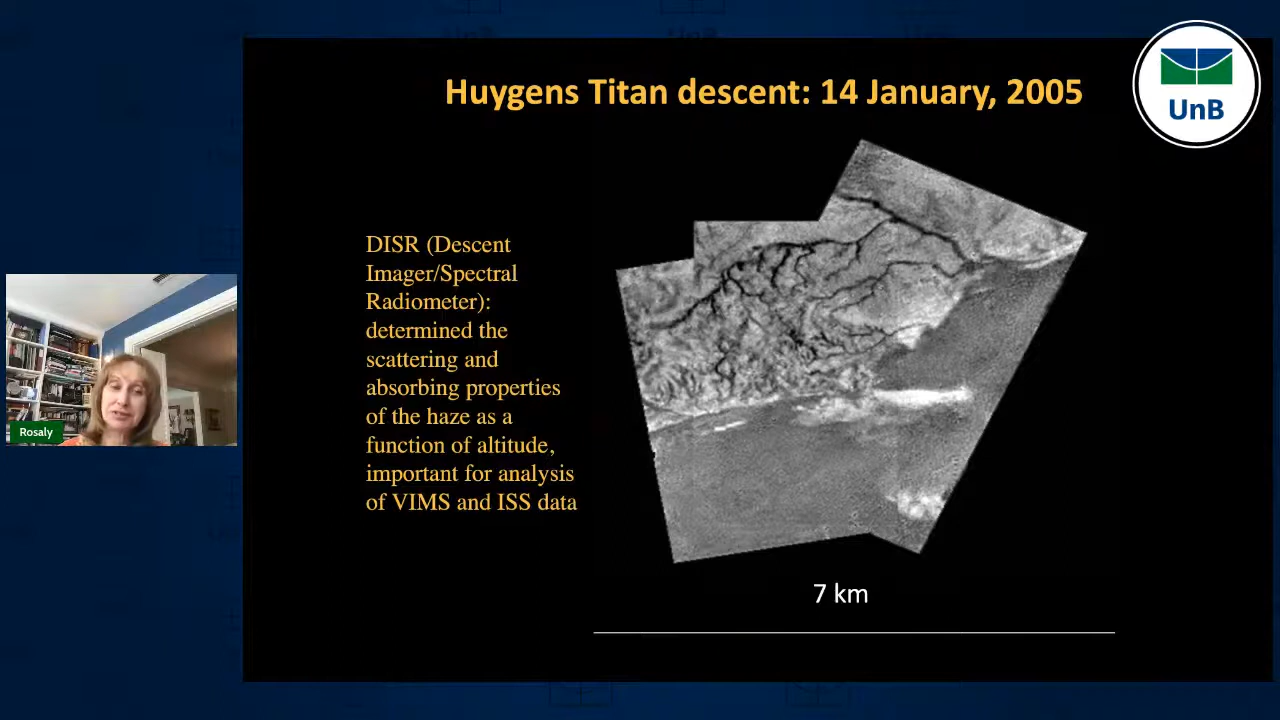 Huygens Titan descent: 14 January, 2005
UnB
DISR (Descent
Imager/Spectral
Radiometer):
determined the
scattering and
absorbing properties
of the haze as a
function of altitude,
important for analysis
of VIMS and ISS data
Rosaly
7 km